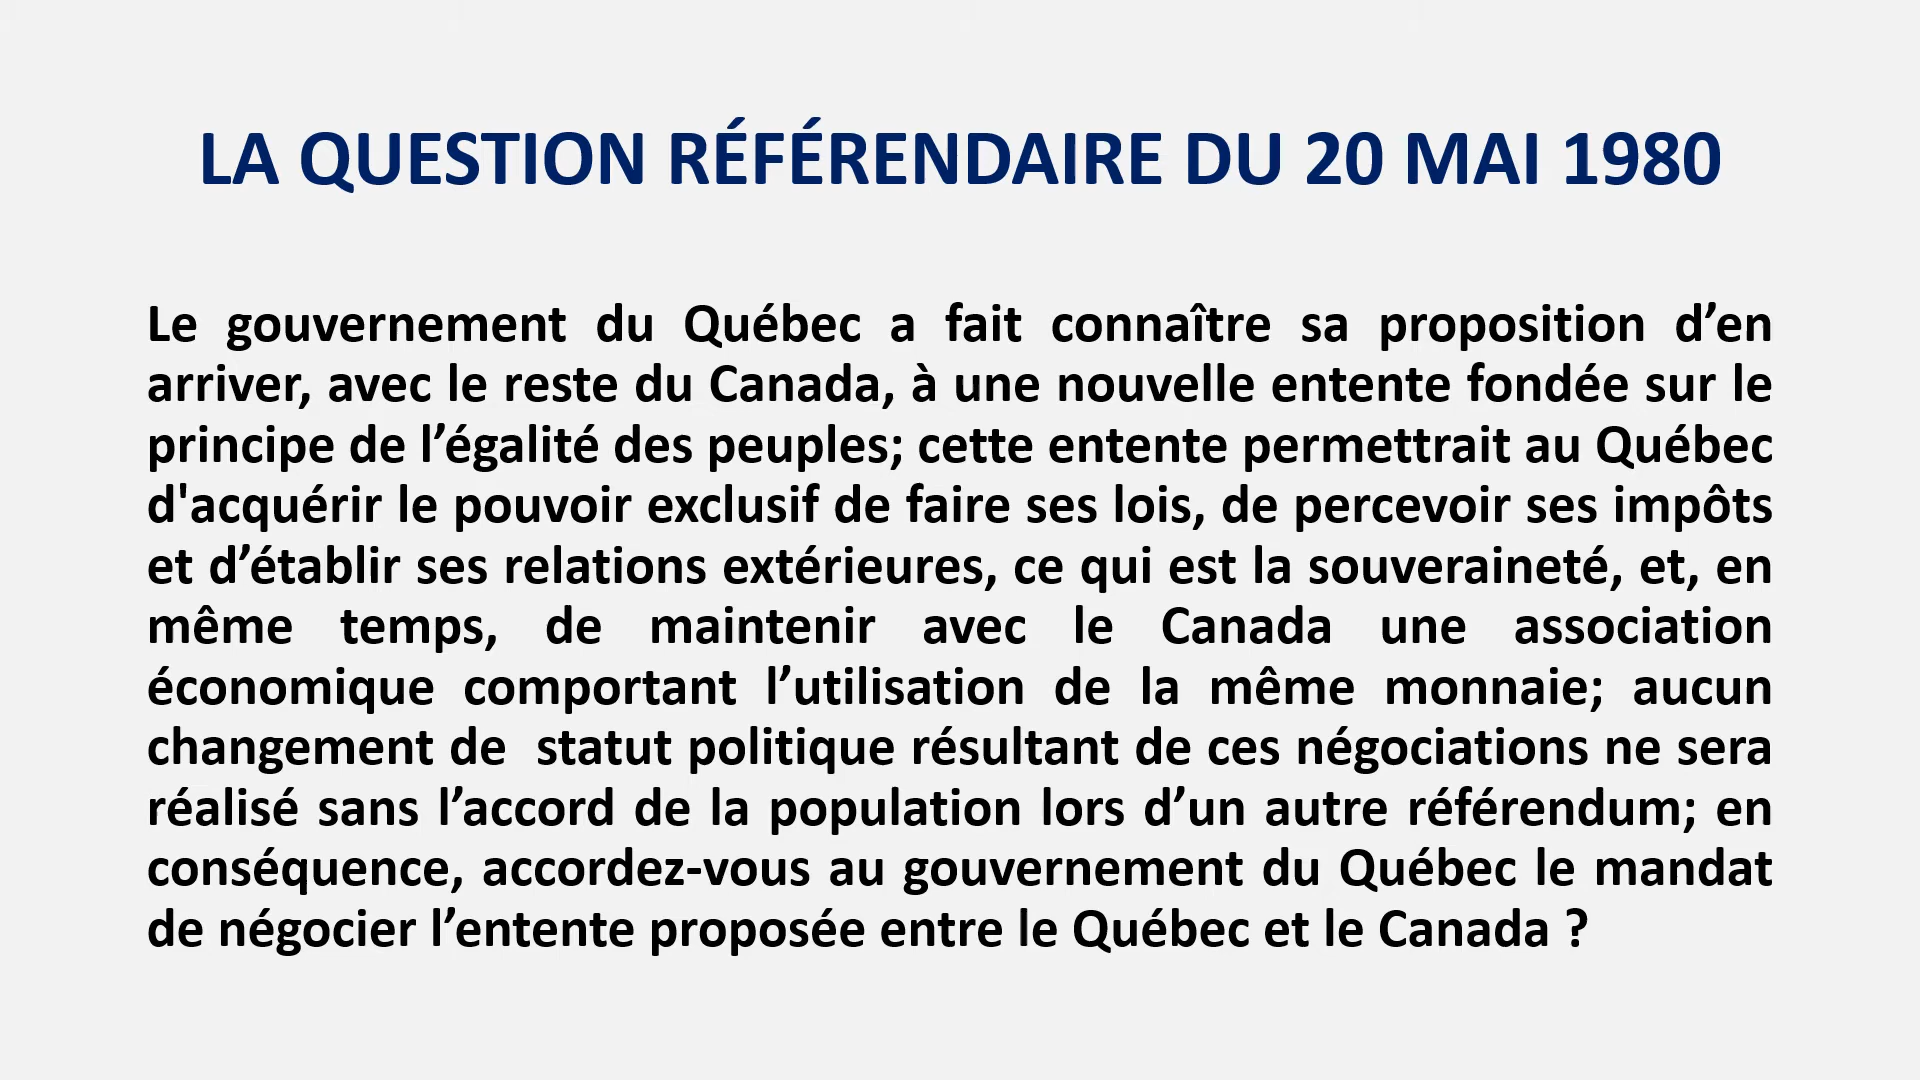 LA QUESTION RÉFÉRENDAIRE DU 20 MAI 1980
Le gouvernement du Québec a fait connaître sa proposition d’en
arriver, avec le reste du Canada, à une nouvelle entente fondée sur le
principe de l’égalité des peuples; cette entente permettrait au Québec
d'acquérir le pouvoir exclusif de faire ses lois, de percevoir ses impôts
et d’établir ses relations extérieures, ce qui est la souveraineté, et, en
même temps, de maintenir avec le Canada une association
économique comportant l’utilisation de la même monnaie; aucun
changement de  statut politique résultant de ces négociations ne sera
réalisé sans l’accord de la population lors d’un autre référendum; en
conséquence, accordez-vous au gouvernement du Québec le mandat
de négocier l’entente proposée entre le Québec et le Canada ?